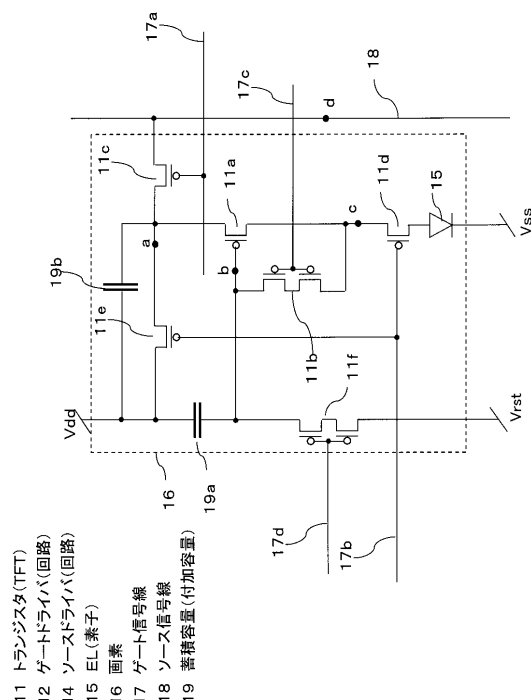 17a
17c
d
18
11c
11a
c
11d
15
Vss
a
b
19b
11e
11b
11f
Vdd
Vrst
16
19a
17d
17b
11 トランジスタ(TFT)
12 ゲートドライバ(回路)
14 ソースドライバ(回路)
15 EL(素子)
16 画素
17 ゲート信号線
18 ソース信号線
19 蓄積容量(付加容量)